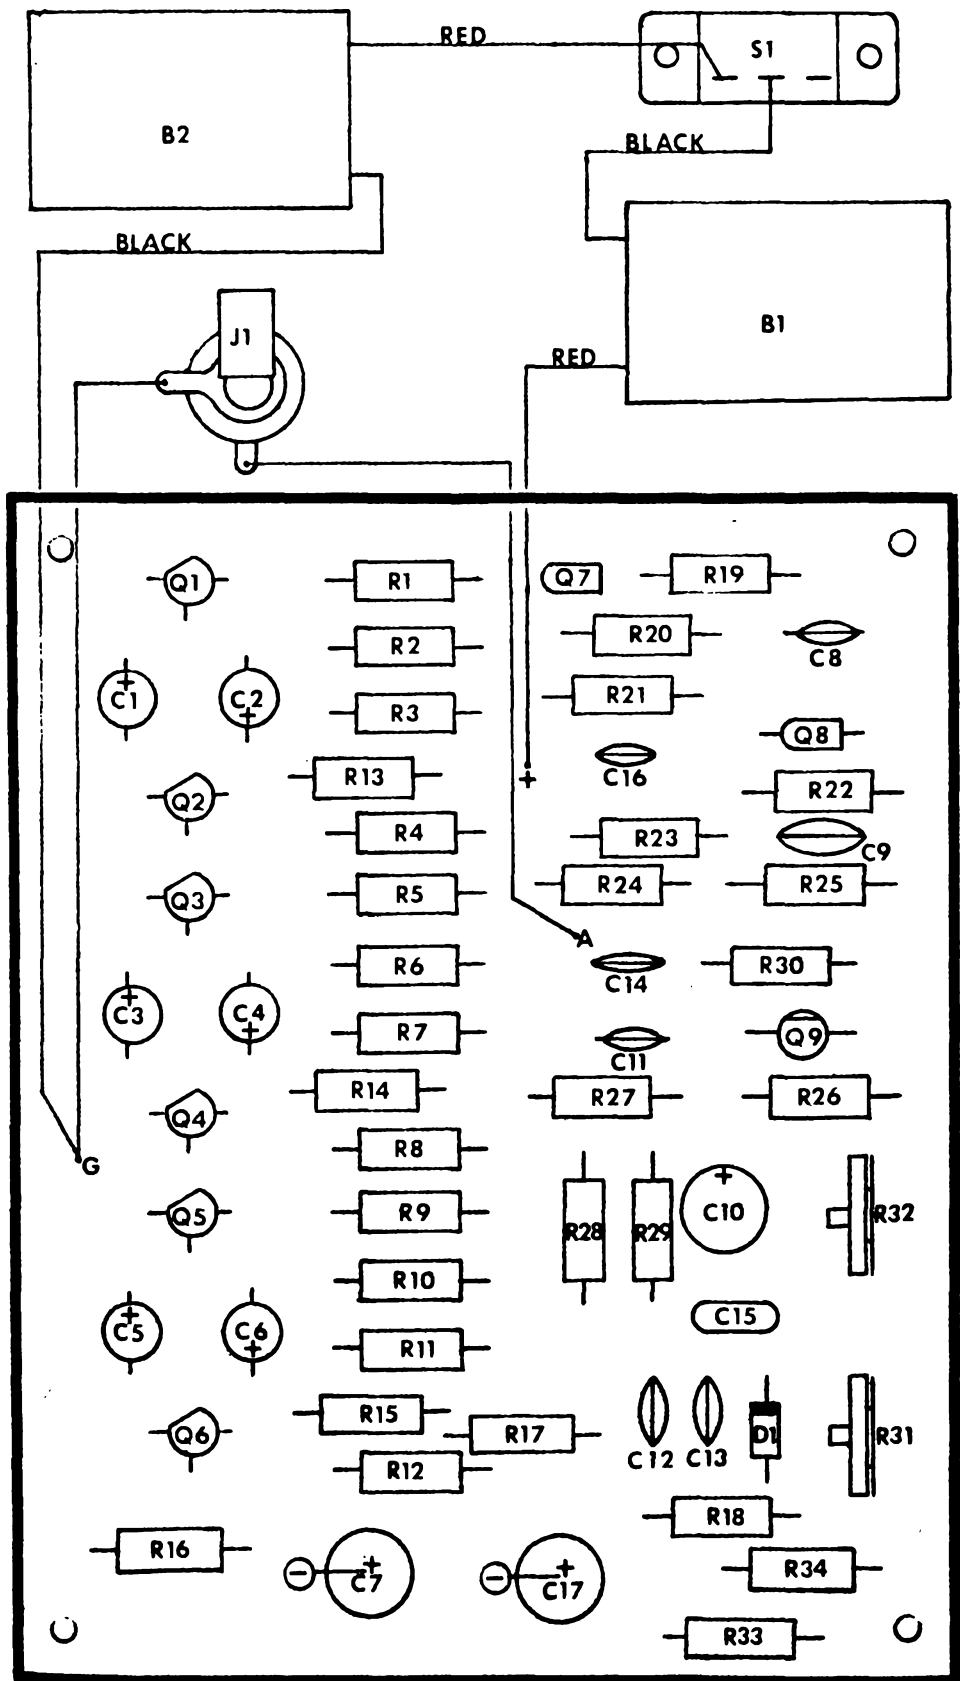 RED
S1
B2
BLACK
BLACK
J1
B1
RED
Q1
R1
Q7
R19
R2
R20
C8
C1 +
C2 +
R3
R21
R13
+
C16
Q8
Q2
R4
R22
R23
C9
Q3
R5
R24
R25
A
R6
C14
R30
C3 +
C4 +
R7
C11
Q9
R14
R27
R26
Q4
R8
G
Q5
R9
R28
R29
+ C10
R32
R10
C15
C5 +
C6 +
R11
R15
R17
Q6
R12
C12
C13
D1
R31
R18
R16
− + C7
− + C17
R34
R33